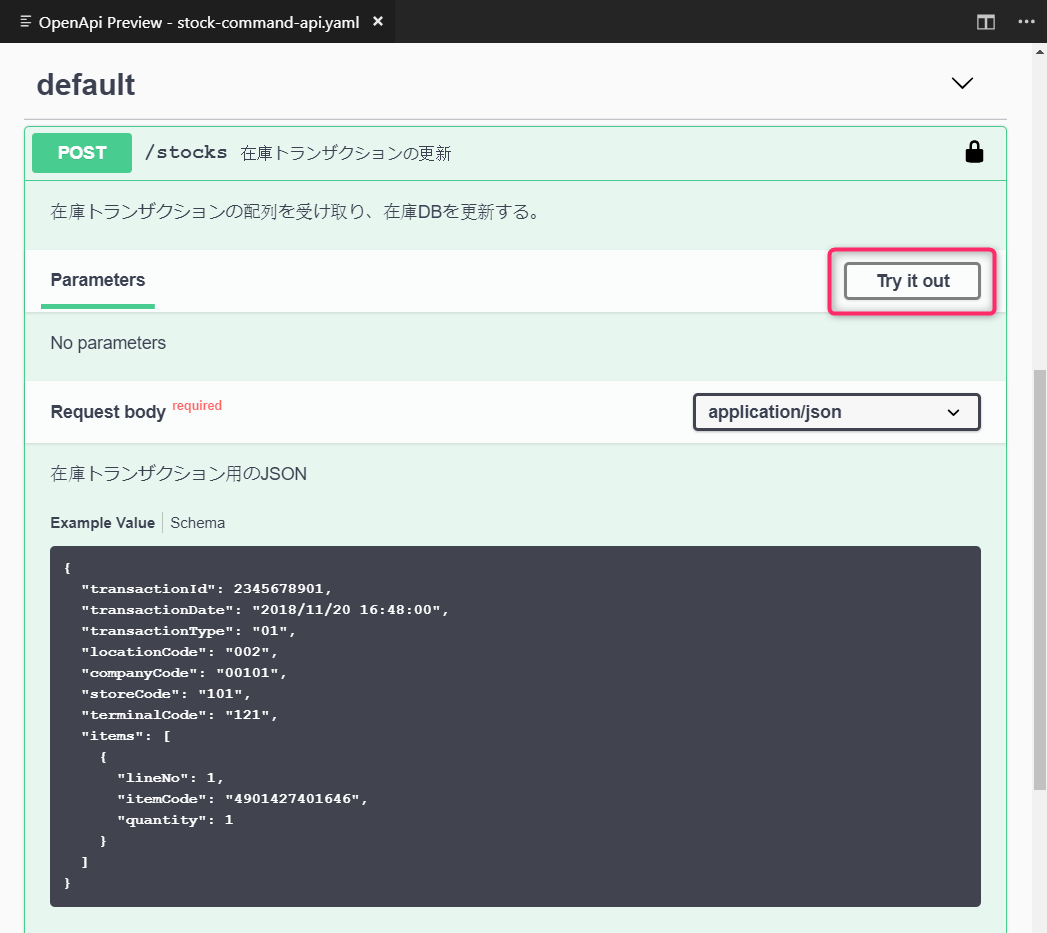 OpenApi Preview - stock-command-api.yaml ×
default
POST /stocks 在庫トランザクションの更新
在庫トランザクションの配列を受け取り、在庫DBを更新する。
Parameters Try it out
No parameters
Request body required application/json
在庫トランザクション用のJSON
Example Value Schema
{
  "transactionId": 2345678901,
  "transactionDate": "2018/11/20 16:48:00",
  "transactionType": "01",
  "locationCode": "002",
  "companyCode": "00101",
  "storeCode": "101",
  "terminalCode": "121",
  "items": [
    {
      "lineNo": 1,
      "itemCode": "4901427401646",
      "quantity": 1
    }
  ]
}